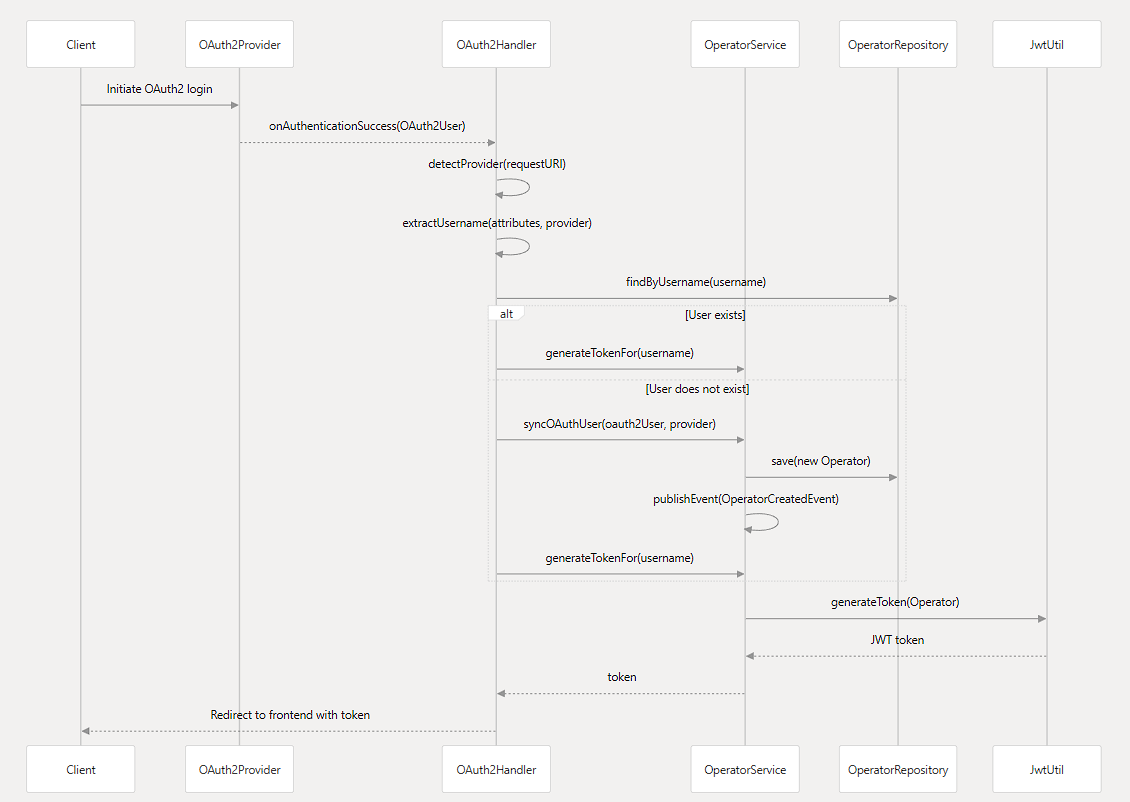 Client
OAuth2Provider
OAuth2Handler
OperatorService
OperatorRepository
JwtUtil
Initiate OAuth2 login
onAuthenticationSuccess(OAuth2User)
detectProvider(requestURI)
extractUsername(attributes, provider)
findByUsername(username)
alt
[User exists]
generateTokenFor(username)
[User does not exist]
syncOAuthUser(oauth2User, provider)
save(new Operator)
publishEvent(OperatorCreatedEvent)
generateTokenFor(username)
generateToken(Operator)
JWT token
token
Redirect to frontend with token
Client
OAuth2Provider
OAuth2Handler
OperatorService
OperatorRepository
JwtUtil